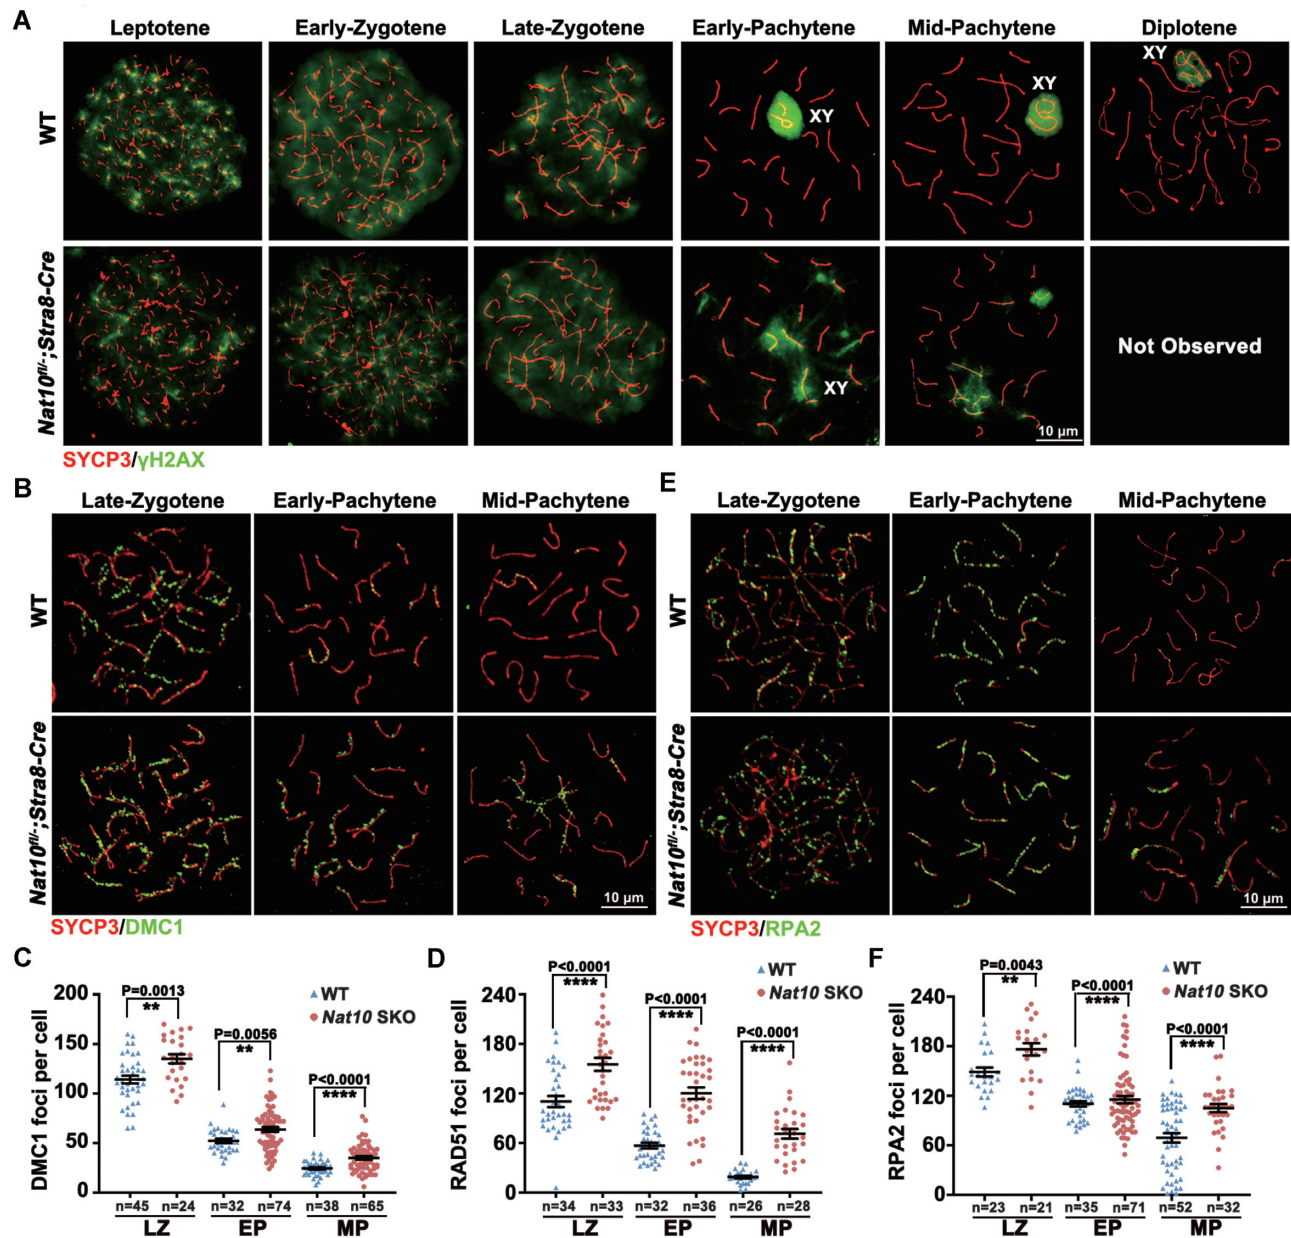 A
Leptotene Early-Zygotene Late-Zygotene Early-Pachytene Mid-Pachytene Diplotene
WT
XY
XY
XY
Nat10fl/-;Stra8-Cre
XY
10 µm
Not Observed
SYCP3/γH2AX
B
Late-Zygotene Early-Pachytene Mid-Pachytene
WT
Nat10fl/-;Stra8-Cre
10 µm
SYCP3/DMC1
E
Late-Zygotene Early-Pachytene Mid-Pachytene
WT
Nat10fl/-;Stra8-Cre
10 µm
SYCP3/RPA2
C
WT
Nat10 SKO
DMC1 foci per cell
200
150
100
50
0
P=0.0013
**
P=0.0056
**
P<0.0001
****
n=45 n=24 n=32 n=74 n=38 n=65
LZ EP MP
D
WT
Nat10 SKO
RAD51 foci per cell
240
180
120
60
0
P<0.0001
****
P<0.0001
****
P<0.0001
****
n=34 n=33 n=32 n=36 n=26 n=28
LZ EP MP
F
WT
Nat10 SKO
RPA2 foci per cell
240
180
120
60
0
P=0.0043
**
P<0.0001
****
P<0.0001
****
n=23 n=21 n=35 n=71 n=52 n=32
LZ EP MP